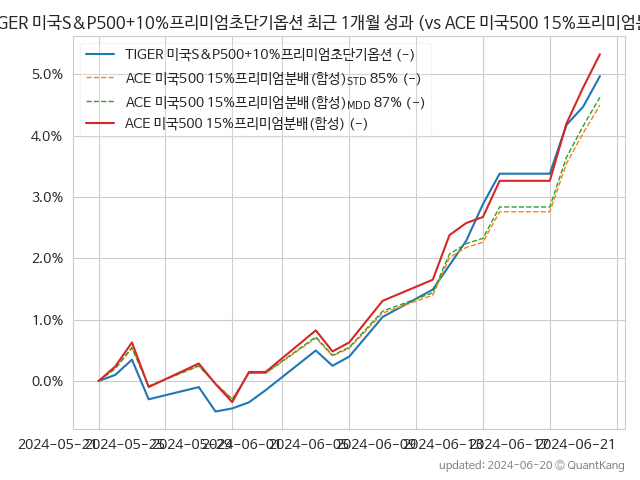 GER 미국S&P500+10%프리미엄초단기옵션 최근 1개월 성과 (vs ACE 미국500 15%프리미엄분
TIGER 미국S&P500+10%프리미엄초단기옵션 (-)
ACE 미국500 15%프리미엄분배(합성)STD 85% (-)
ACE 미국500 15%프리미엄분배(합성)MDD 87% (-)
ACE 미국500 15%프리미엄분배(합성) (-)
5.0%
4.0%
3.0%
2.0%
1.0%
0.0%
2024-05-21 2024-05-25 2024-05-29 2024-06-01 2024-06-05 2024-06-09 2024-06-13 2024-06-17 2024-06-21
updated: 2024-06-20 © QuantKang